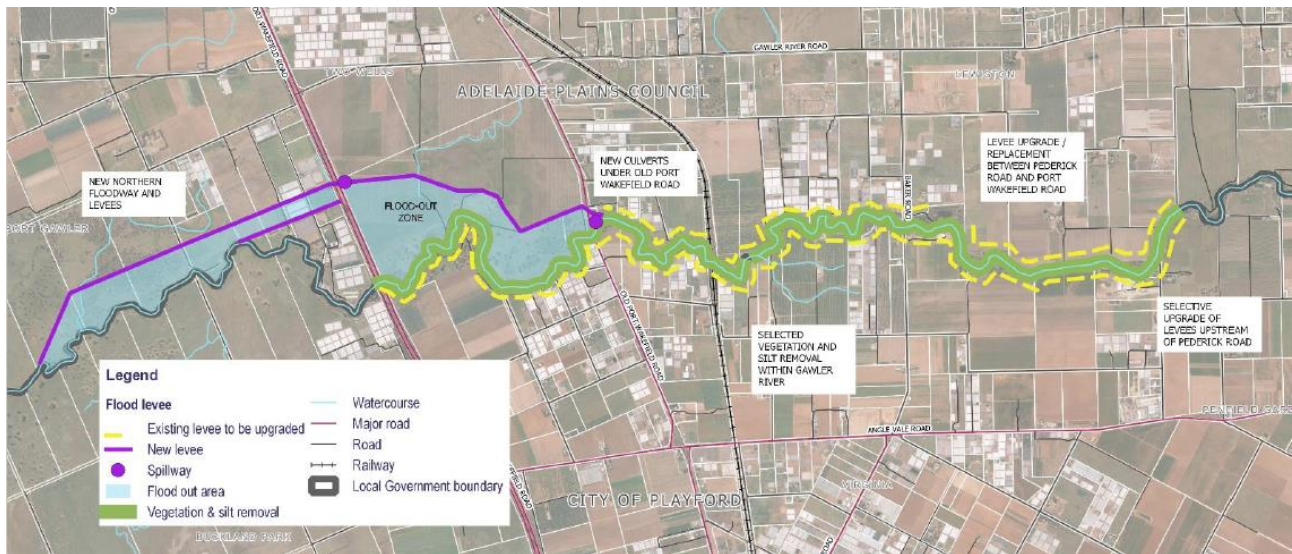 PORT WAKEFIELD ROAD
GAWLER RIVER ROAD
TWO WELLS
LEWISTON
ADELAIDE PLAINS COUNCIL
NEW NORTHERN
FLOODWAY AND
LEVEES
NEW CULVERTS
UNDER OLD PORT
WAKEFIELD ROAD
LEVEE UPGRADE /
REPLACEMENT
BETWEEN PEDERICK
ROAD AND PORT
WAKEFIELD ROAD
BAKER ROAD
FLOOD-OUT
ZONE
PORT GAWLER
OLD PORT WAKEFIELD ROAD
SELECTED
VEGETATION AND
SILT REMOVAL
WITHIN GAWLER
RIVER
SELECTIVE
UPGRADE OF
LEVEES UPSTREAM
OF PEDERICK ROAD
ANGLE VALE ROAD
VIRGINIA
CITY OF PLAYFORD
BUCKLAND PARK
Legend
Flood levee
Existing levee to be upgraded
New levee
Spillway
Flood out area
Vegetation & silt removal
Watercourse
Major road
Road
Railway
Local Government boundary